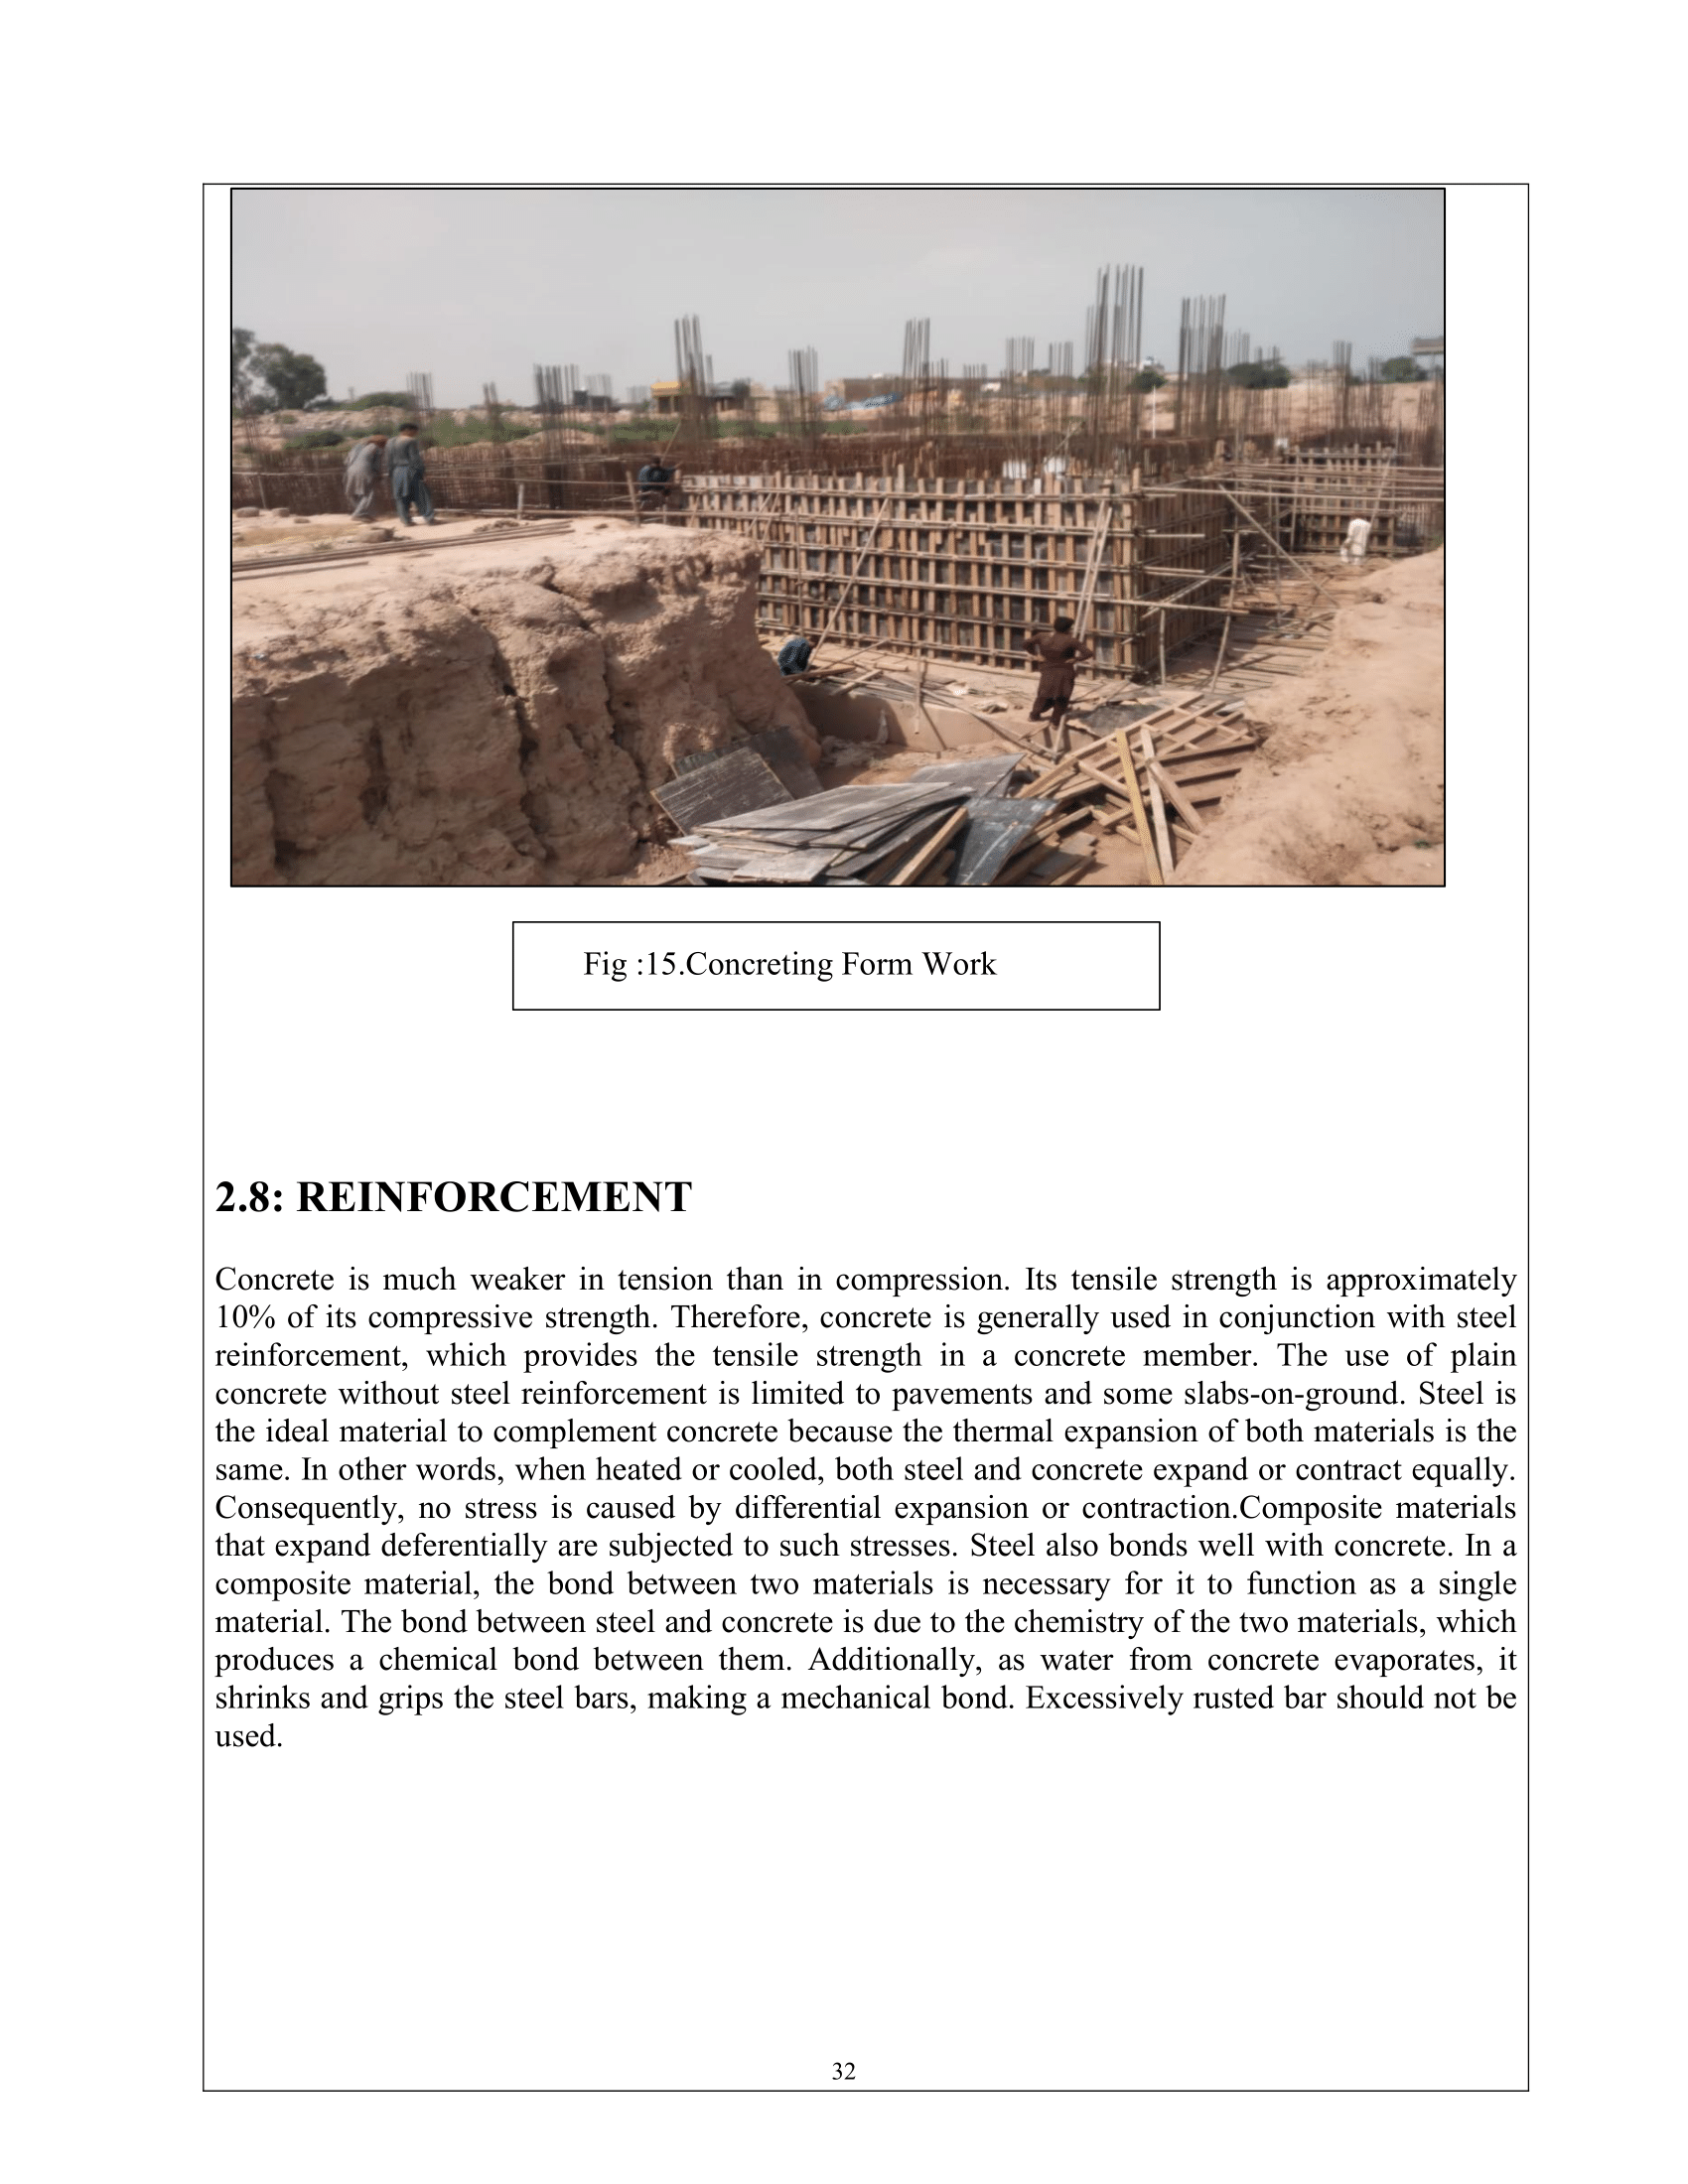 Fig :15.Concreting Form Work
2.8: REINFORCEMENT
Concrete is much weaker in tension than in compression. Its tensile strength is approximately
10% of its compressive strength. Therefore, concrete is generally used in conjunction with steel
reinforcement, which provides the tensile strength in a concrete member. The use of plain
concrete without steel reinforcement is limited to pavements and some slabs-on-ground. Steel is
the ideal material to complement concrete because the thermal expansion of both materials is the
same. In other words, when heated or cooled, both steel and concrete expand or contract equally.
Consequently, no stress is caused by differential expansion or contraction.Composite materials
that expand deferentially are subjected to such stresses. Steel also bonds well with concrete. In a
composite material, the bond between two materials is necessary for it to function as a single
material. The bond between steel and concrete is due to the chemistry of the two materials, which
produces a chemical bond between them. Additionally, as water from concrete evaporates, it
shrinks and grips the steel bars, making a mechanical bond. Excessively rusted bar should not be
used.
32